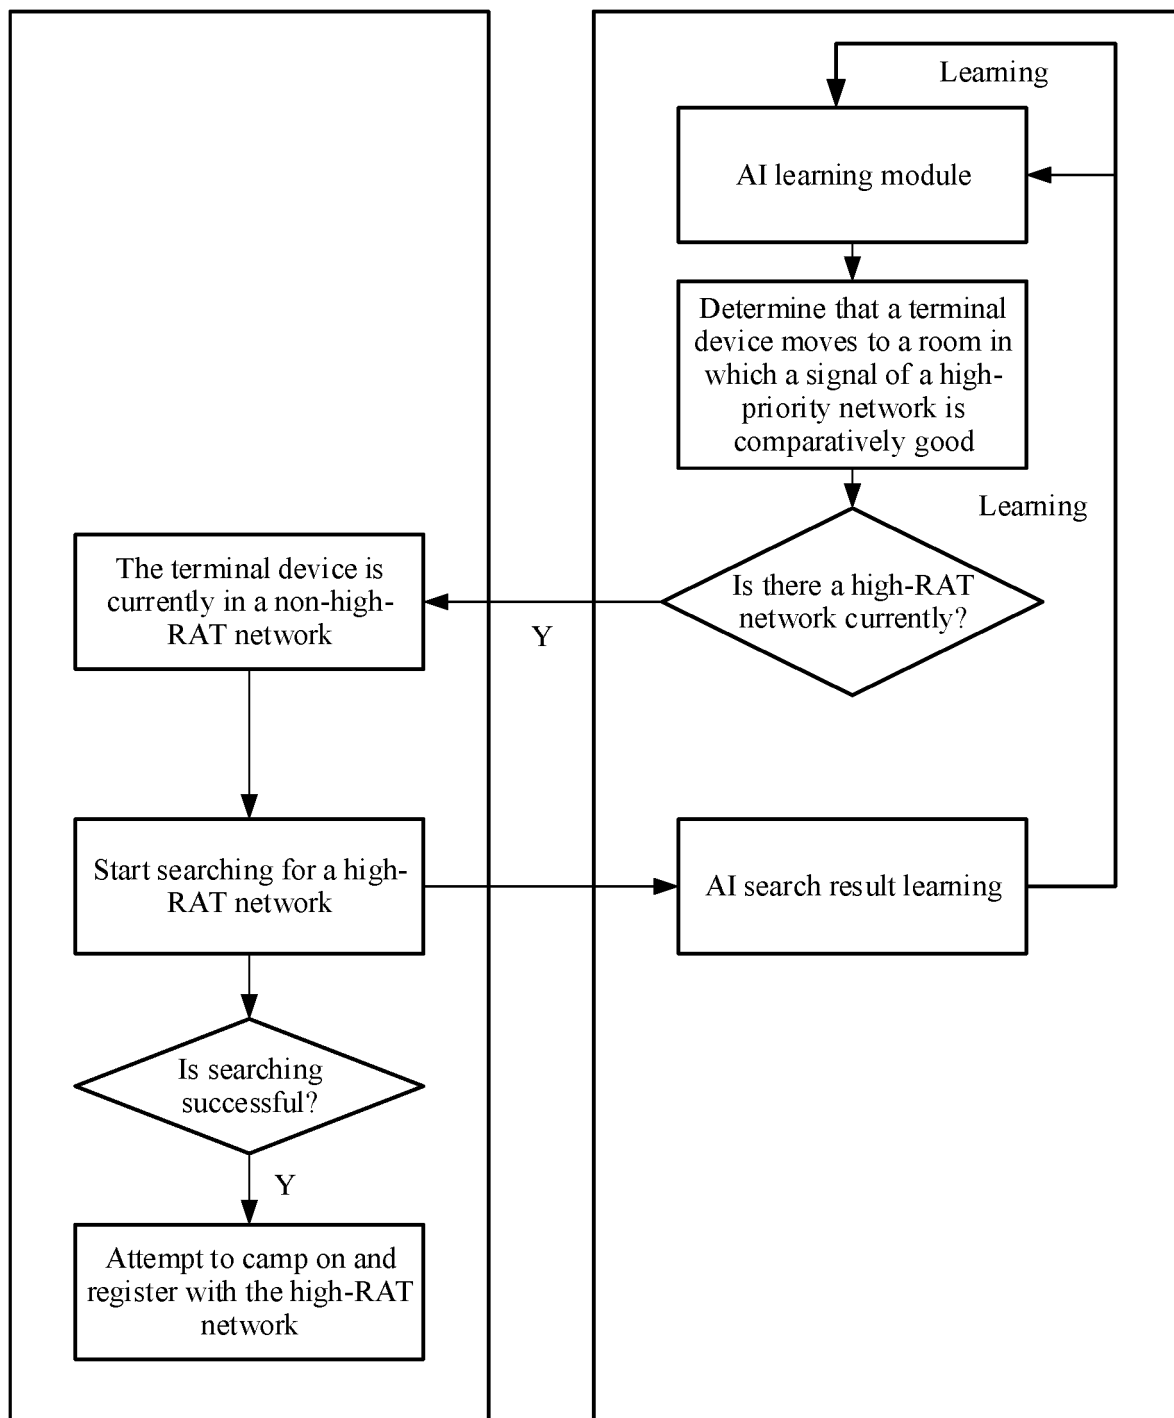 Learning
AI learning module
Determine that a terminal
device moves to a room in
which a signal of a high-
priority network is
comparatively good
Learning
Is there a high-RAT
network currently?
Y
The terminal device is
currently in a non-high-
RAT network
Start searching for a high-
RAT network
AI search result learning
Is searching
successful?
Y
Attempt to camp on and
register with the high-RAT
network